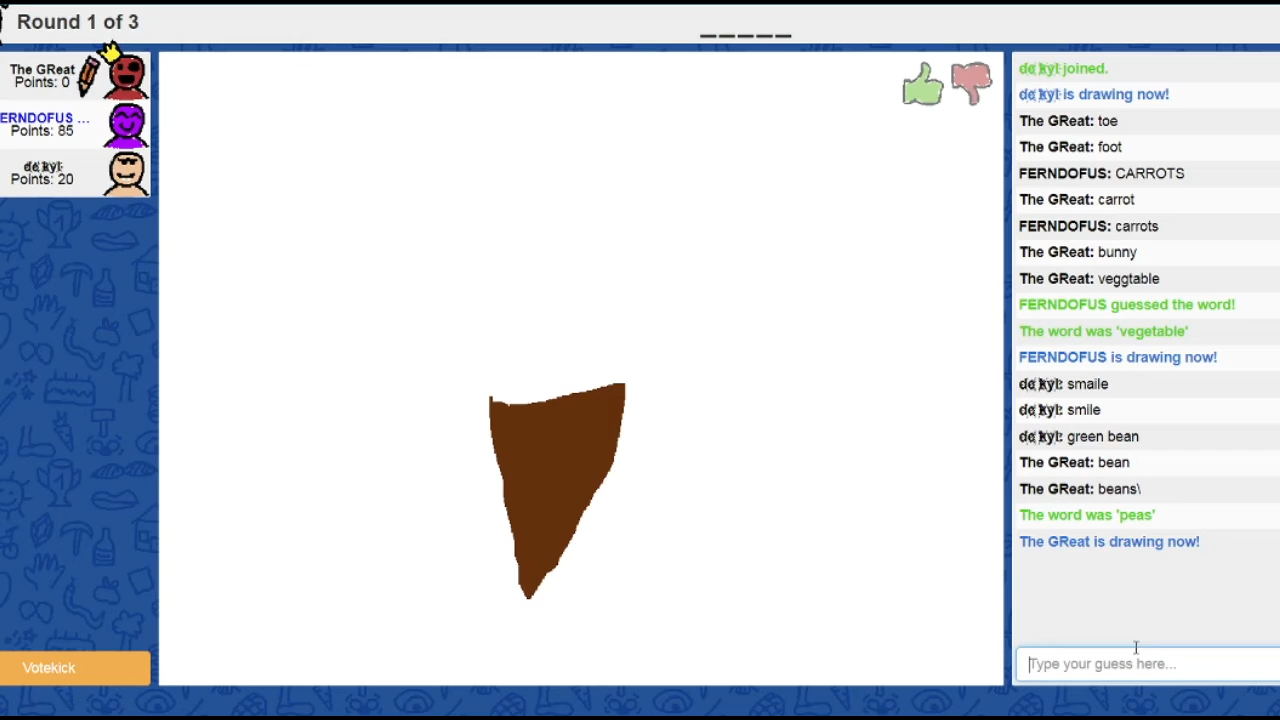 Round 1 of 3
_____
The GReat
Points: 0
ERNDOFUS ...
Points: 85
Points: 20
Votekick
joined.
is drawing now!
The GReat: toe
The GReat: foot
FERNDOFUS: CARROTS
The GReat: carrot
FERNDOFUS: carrots
The GReat: bunny
The GReat: veggtable
FERNDOFUS guessed the word!
The word was 'vegetable'
FERNDOFUS is drawing now!
smaile
smile
green bean
The GReat: bean
The GReat: beans\
The word was 'peas'
The GReat is drawing now!
Type your guess here...